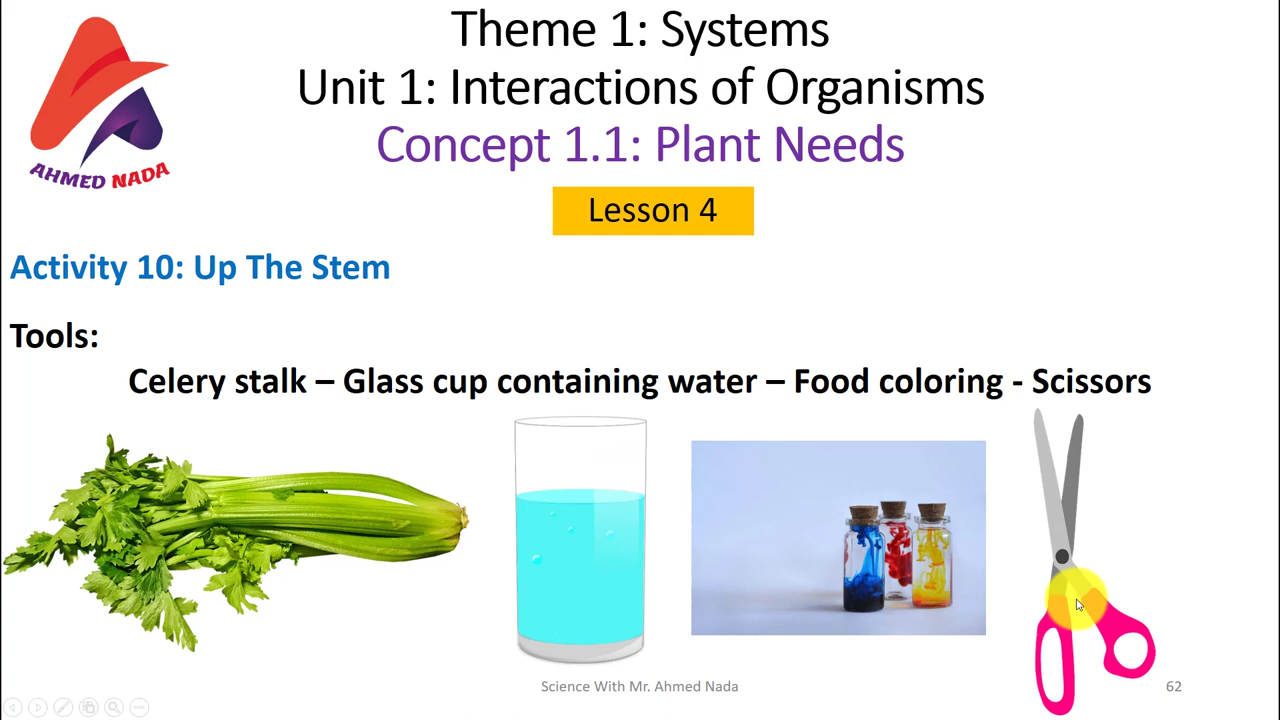 Theme 1: Systems
Unit 1: Interactions of Organisms
Concept 1.1: Plant Needs
AHMED NADA
Lesson 4
Activity 10: Up The Stem
Tools:
Celery stalk – Glass cup containing water – Food coloring - Scissors
Science With Mr. Ahmed Nada
62